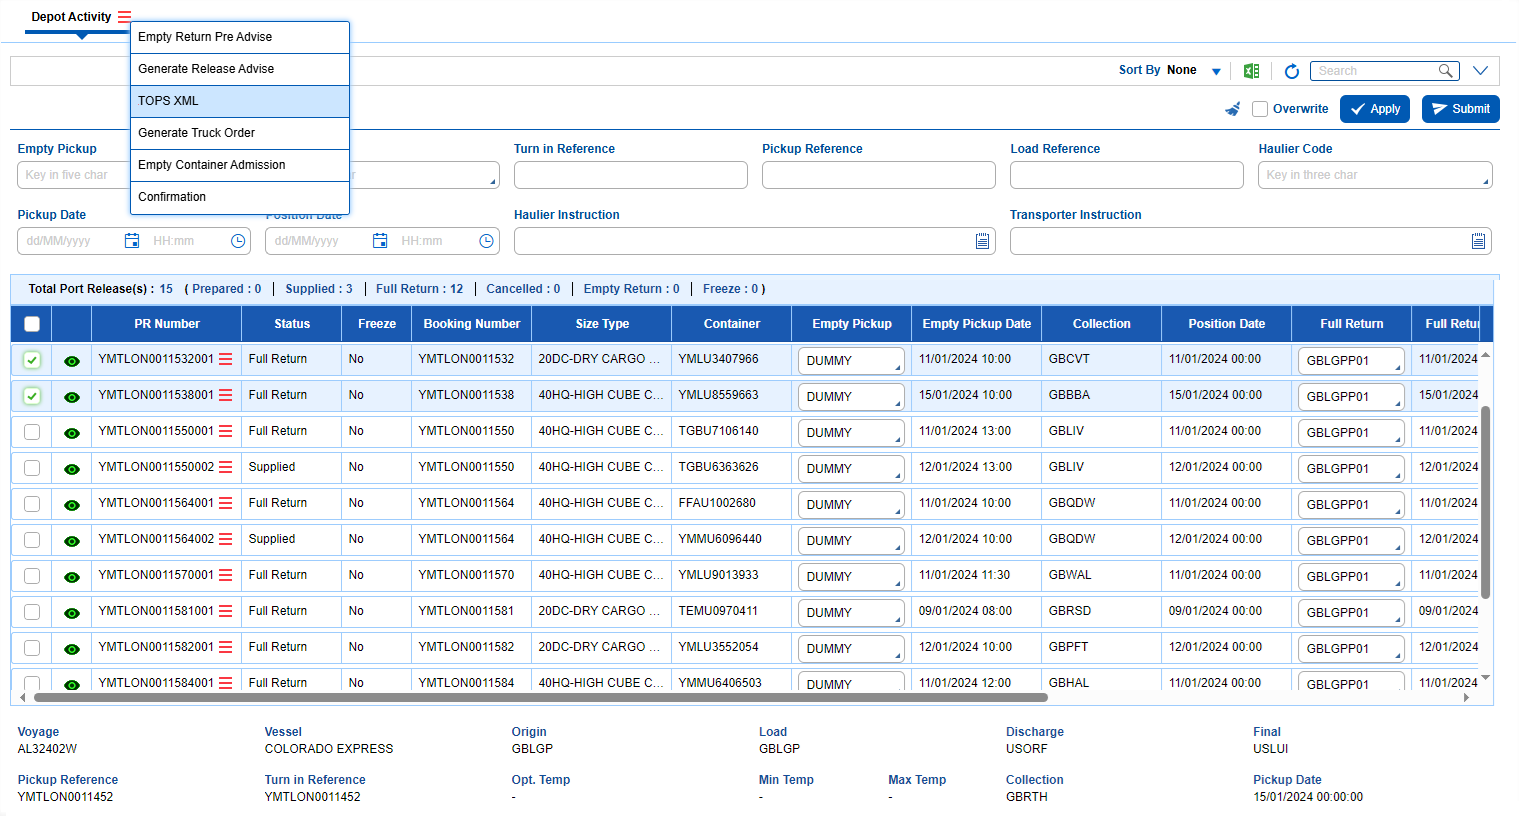 Depot Activity
Empty Return Pre Advise
Generate Release Advise
TOPS XML
Generate Truck Order
Empty Container Admission
Confirmation
Sort By None
Search
Overwrite Apply Submit
Empty Pickup Turn in Reference Pickup Reference Load Reference Haulier Code
Key in five char Key in three char
Pickup Date Position Date Haulier Instruction Transporter Instruction
dd/MM/yyyy HH:mm dd/MM/yyyy HH:mm
Total Port Release(s) : 15 ( Prepared : 0 | Supplied : 3 | Full Return : 12 | Cancelled : 0 | Empty Return : 0 | Freeze : 0 )
PR Number Status Freeze Booking Number Size Type Container Empty Pickup Empty Pickup Date Collection Position Date Full Return Full Retur
YMTLON0011532001 Full Return No YMTLON0011532 20DC-DRY CARGO ... YMLU3407966 DUMMY 11/01/2024 10:00 GBCVT 11/01/2024 00:00 GBLGPP01 11/01/2024
YMTLON0011538001 Full Return No YMTLON0011538 40HQ-HIGH CUBE C... YMLU8559663 DUMMY 15/01/2024 10:00 GBBBA 15/01/2024 00:00 GBLGPP01 15/01/2024
YMTLON0011550001 Full Return No YMTLON0011550 40HQ-HIGH CUBE C... TGBU7106140 DUMMY 11/01/2024 13:00 GBLIV 11/01/2024 00:00 GBLGPP01 11/01/2024
YMTLON0011550002 Supplied No YMTLON0011550 40HQ-HIGH CUBE C... TGBU6363626 DUMMY 12/01/2024 13:00 GBLIV 12/01/2024 00:00 GBLGPP01 12/01/2024
YMTLON0011564001 Full Return No YMTLON0011564 40HQ-HIGH CUBE C... FFAU1002680 DUMMY 11/01/2024 10:00 GBQDW 11/01/2024 00:00 GBLGPP01 11/01/2024
YMTLON0011564002 Supplied No YMTLON0011564 40HQ-HIGH CUBE C... YMMU6096440 DUMMY 12/01/2024 10:00 GBQDW 12/01/2024 00:00 GBLGPP01 12/01/2024
YMTLON0011570001 Full Return No YMTLON0011570 40HQ-HIGH CUBE C... YMLU9013933 DUMMY 11/01/2024 11:30 GBWAL 11/01/2024 00:00 GBLGPP01 11/01/2024
YMTLON0011581001 Full Return No YMTLON0011581 20DC-DRY CARGO ... TEMU0970411 DUMMY 09/01/2024 08:00 GBRSD 09/01/2024 00:00 GBLGPP01 09/01/2024
YMTLON0011582001 Full Return No YMTLON0011582 20DC-DRY CARGO ... YMLU3552054 DUMMY 12/01/2024 10:00 GBPFT 12/01/2024 00:00 GBLGPP01 12/01/2024
YMTLON0011584001 Full Return No YMTLON0011584 40HQ-HIGH CUBE C... YMMU6406503 DUMMY 11/01/2024 12:00 GBHAL 11/01/2024 00:00 GBLGPP01 11/01/2024
Voyage Vessel Origin Load Discharge Final
AL32402W COLORADO EXPRESS GBLGP GBLGP USORF USLUI
Pickup Reference Turn in Reference Opt. Temp Min Temp Max Temp Collection Pickup Date
YMTLON0011452 YMTLON0011452 - - - GBRTH 15/01/2024 00:00:00